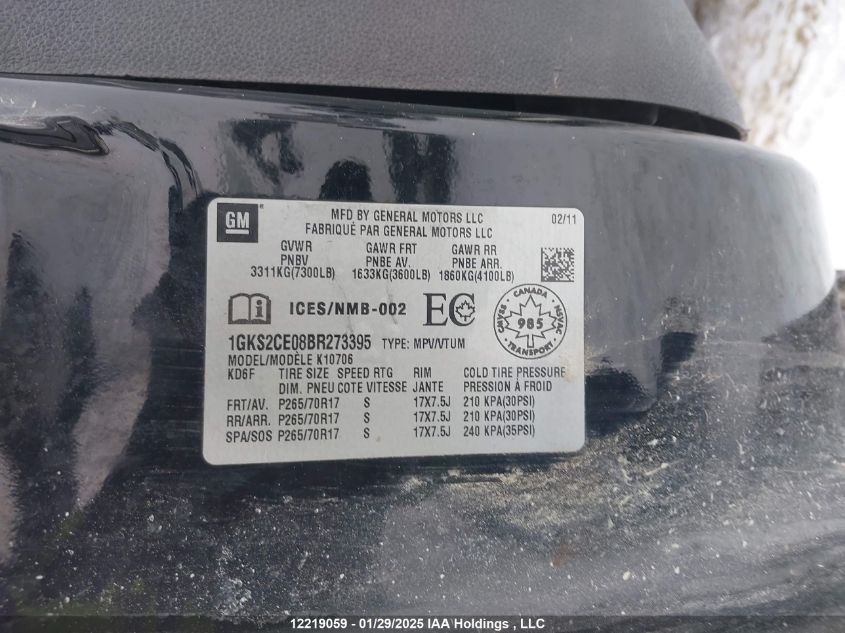 GM ®
MFD BY GENERAL MOTORS LLC 02/11
FABRIQUÉ PAR GENERAL MOTORS LLC
GVWR GAWR FRT GAWR RR
PNBV PNBE AV. PNBE ARR.
3311KG(7300LB) 1633KG(3600LB) 1860KG(4100LB)
ICES/NMB-002 EC
CANADA
985
TRANSPORT
1GKS2CE08BR273395 TYPE: MPV/VTUM
MODEL/MODÈLE K10706
KD6F TIRE SIZE SPEED RTG RIM COLD TIRE PRESSURE
DIM. PNEU COTE VITESSE JANTE PRESSION À FROID
FRT/AV. P265/70R17 S 17X7.5J 210 KPA(30PSI)
RR/ARR. P265/70R17 S 17X7.5J 210 KPA(30PSI)
SPA/SOS P265/70R17 S 17X7.5J 240 KPA(35PSI)
12219059 - 01/29/2025 IAA Holdings , LLC